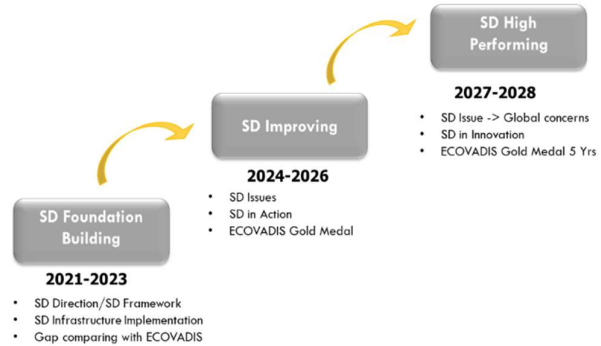 SD High
Performing
2027-2028
• SD Issue -> Global concerns
• SD in Innovation
• ECOVADIS Gold Medal 5 Yrs
SD Improving
2024-2026
• SD Issues
• SD in Action
• ECOVADIS Gold Medal
SD Foundation
Building
2021-2023
• SD Direction/SD Framework
• SD Infrastructure Implementation
• Gap comparing with ECOVADIS